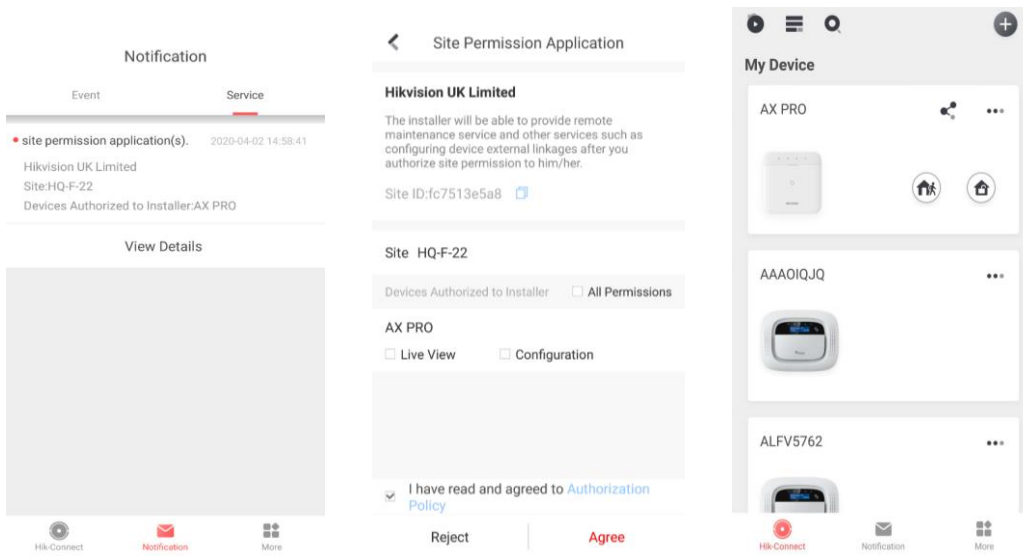 Notification
Event
Service
site permission application(s).
2020-04-02 14:58:41
Hikvision UK Limited
Site:HQ-F-22
Devices Authorized to Installer:AX PRO
View Details
Hik-Connect
Notification
More
Site Permission Application
Hikvision UK Limited
The installer will be able to provide remote
maintenance service and other services such as
configuring device external linkages after you
authorize site permission to him/her.
Site ID:fc7513e5a8
Site HQ-F-22
Devices Authorized to Installer
All Permissions
AX PRO
Live View
Configuration
I have read and agreed to Authorization
Policy
Reject
Agree
My Device
AX PRO
AAAOIQJQ
ALFV5762
Hik-Connect
Notification
More